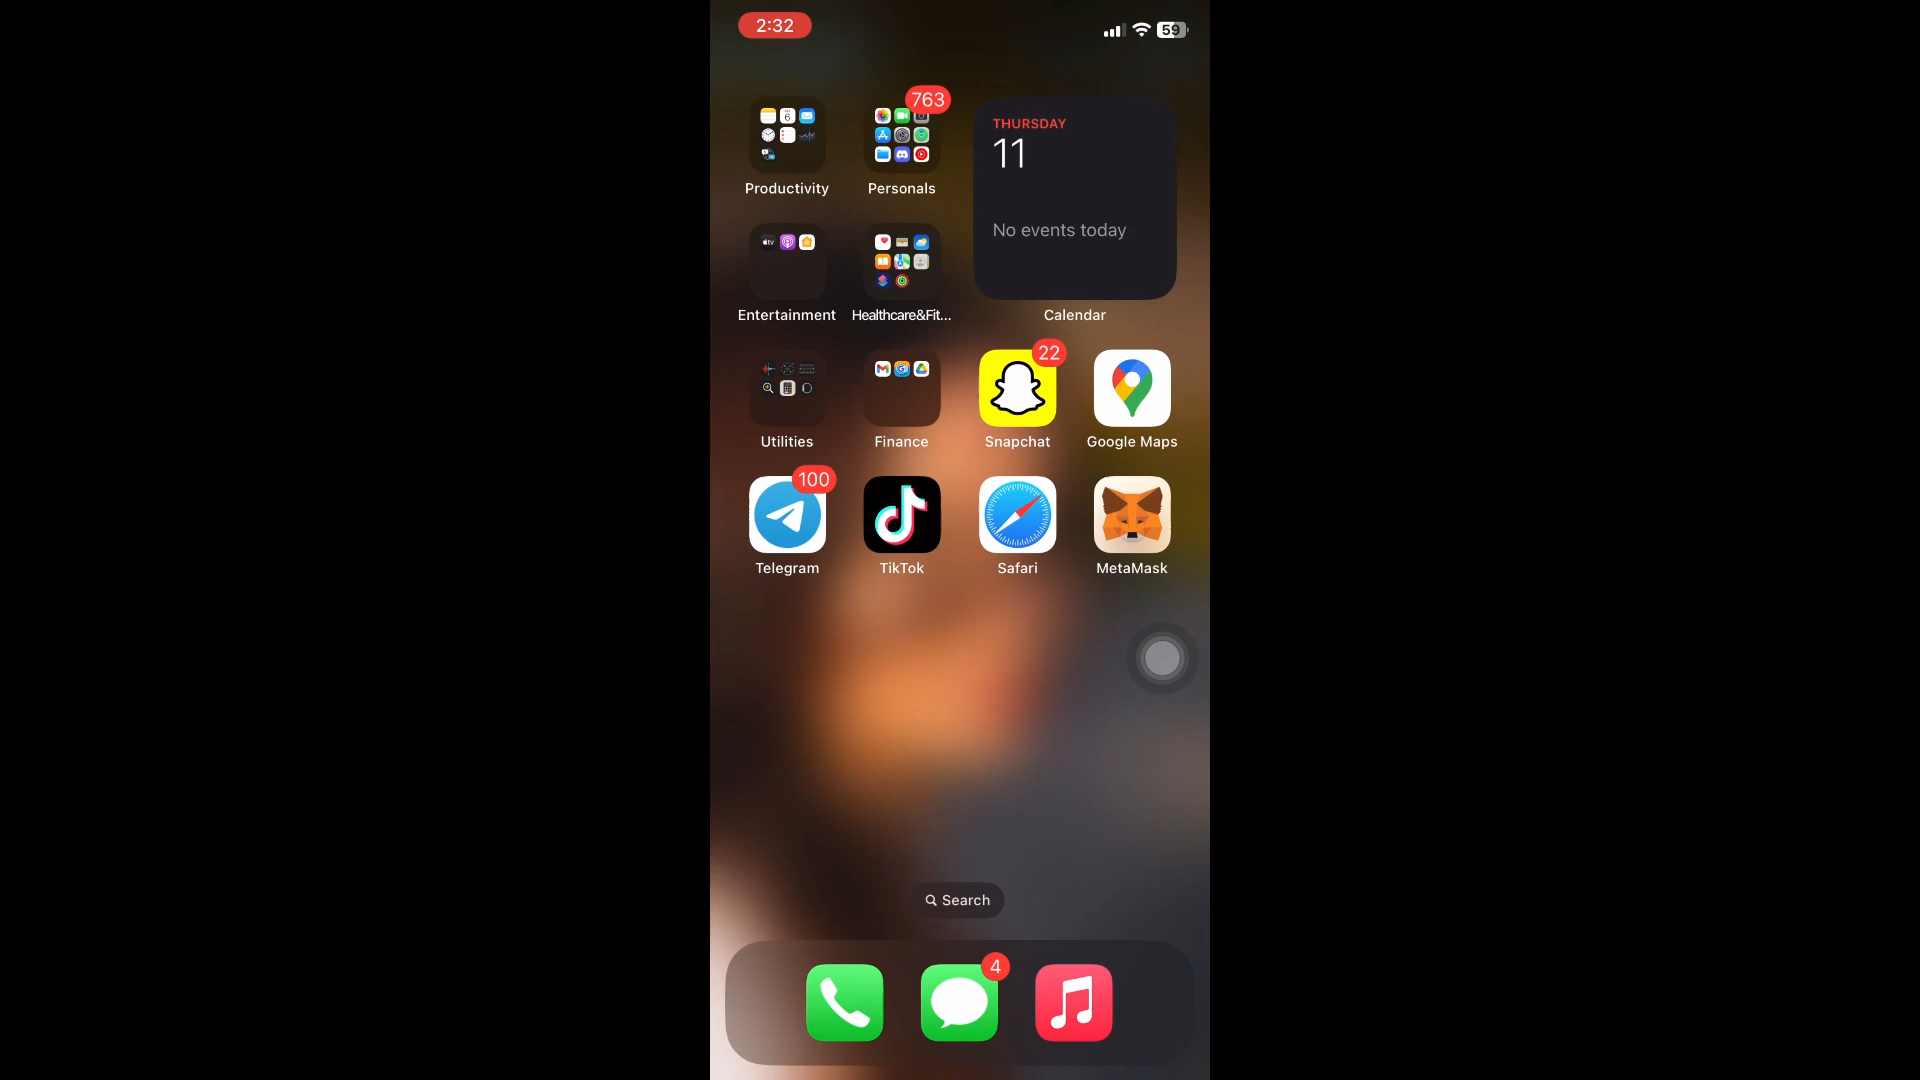 2:32
59
763
THURSDAY
11
No events today
Productivity
Personals
Entertainment
Healthcare&Fit...
Calendar
22
Utilities
Finance
Snapchat
Google Maps
100
Telegram
TikTok
Safari
MetaMask
Search
4